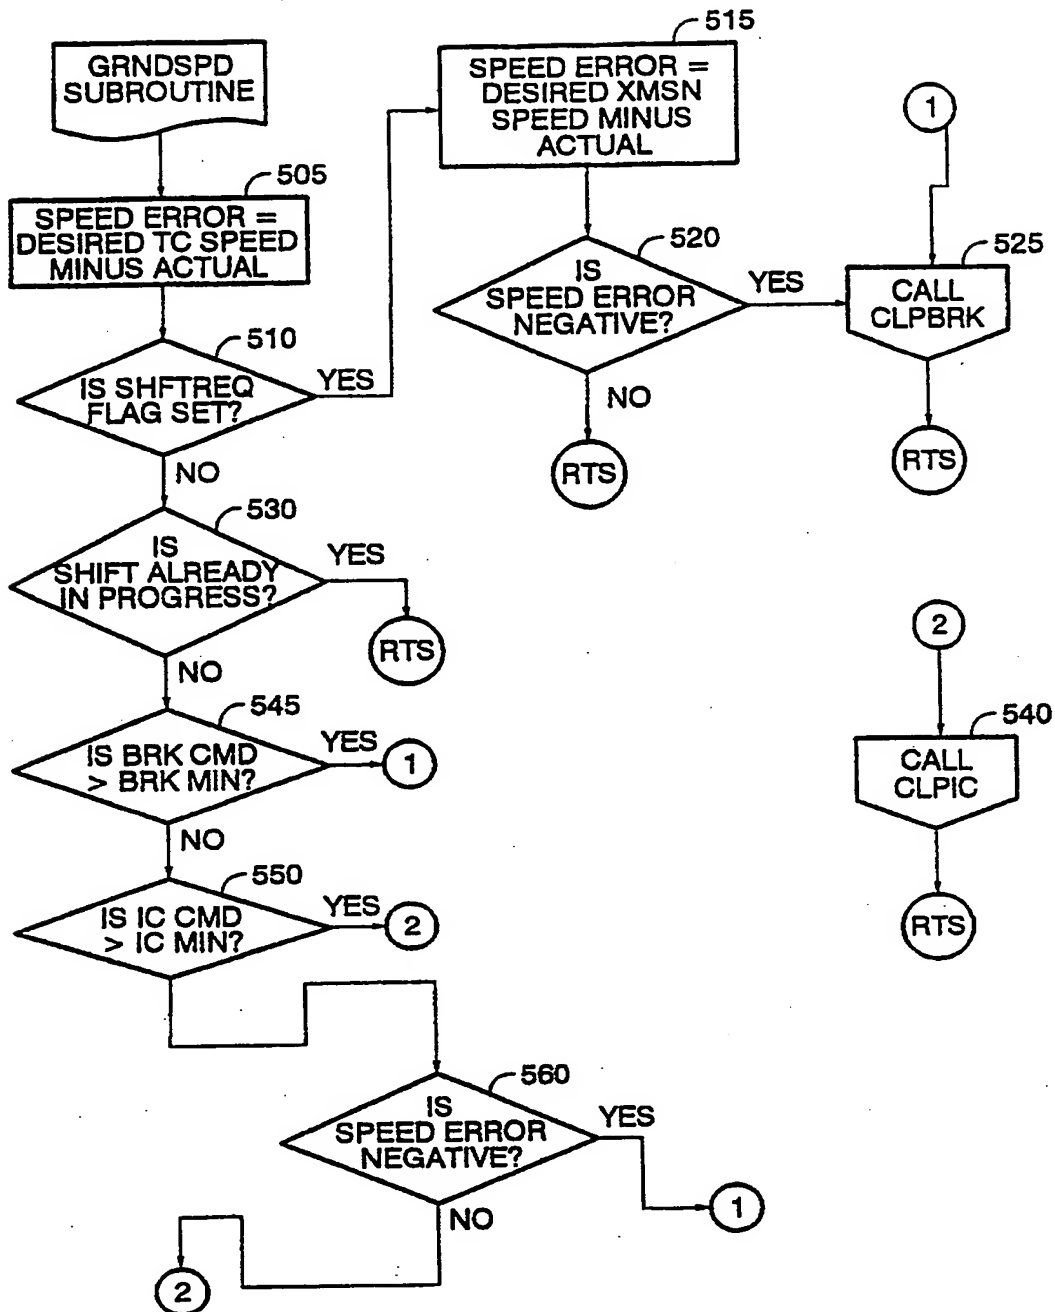 GRNDSPD
SUBROUTINE
505
SPEED ERROR =
DESIRED TC SPEED
MINUS ACTUAL
510
IS SHFTREQ
FLAG SET?
YES
NO
515
SPEED ERROR =
DESIRED XMSN
SPEED MINUS
ACTUAL
520
IS
SPEED ERROR
NEGATIVE?
YES
NO
RTS
1
525
CALL
CLPBRK
RTS
530
IS
SHIFT ALREADY
IN PROGRESS?
YES
RTS
NO
545
IS BRK CMD
> BRK MIN?
YES
1
NO
550
IS IC CMD
> IC MIN?
YES
2
2
540
CALL
CLPIC
RTS
560
IS
SPEED ERROR
NEGATIVE?
YES
1
NO
2